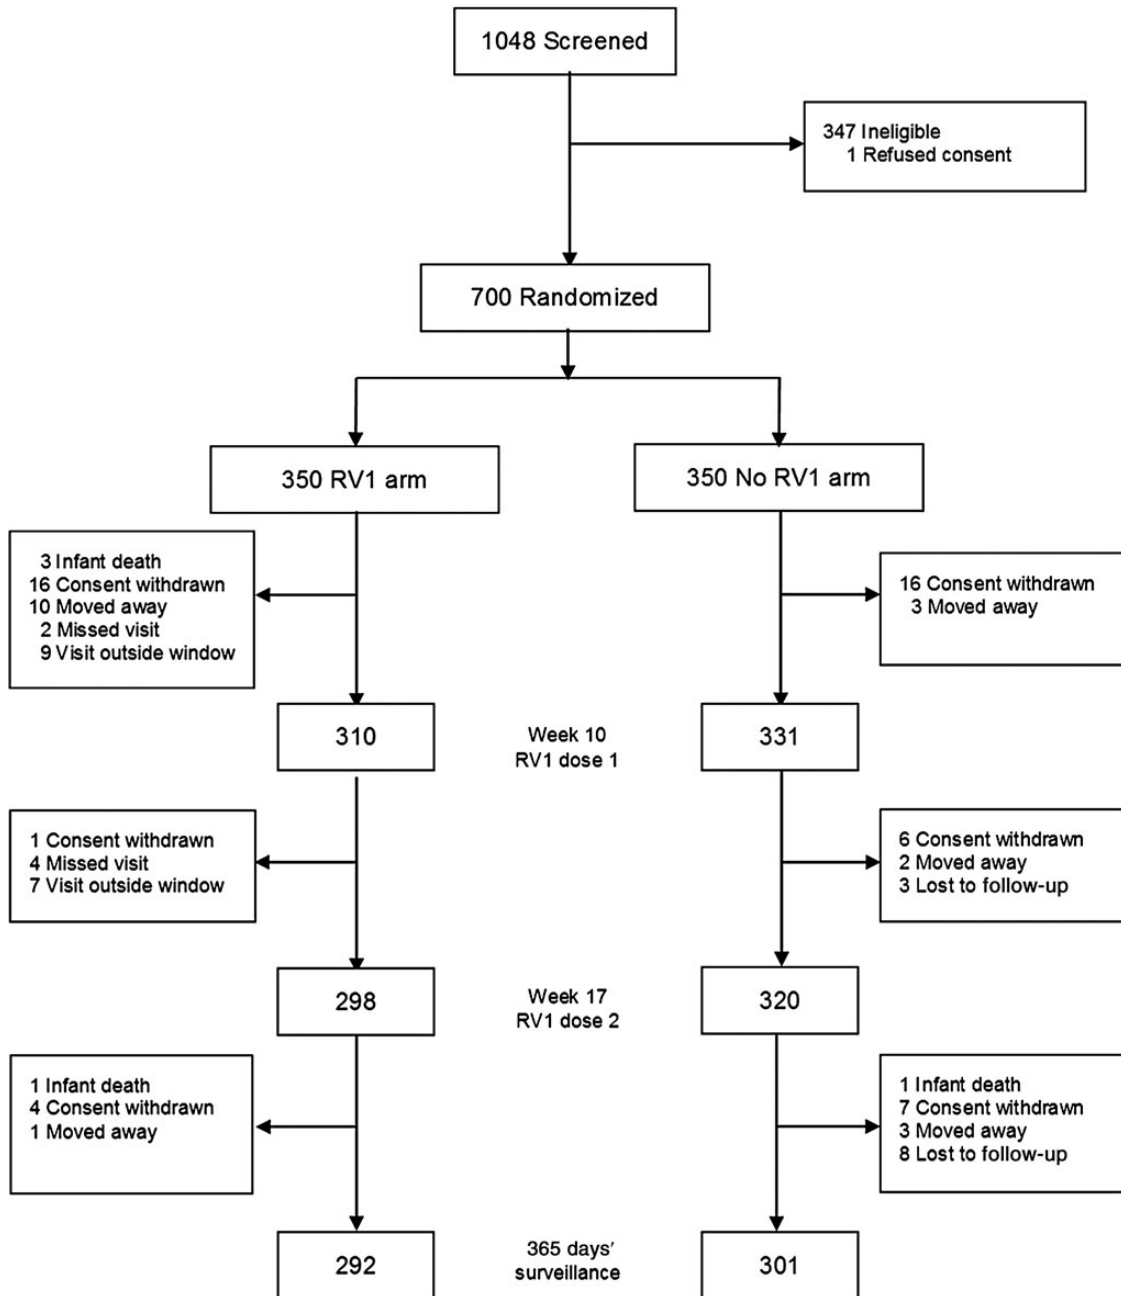 1048 Screened
347 Ineligible
1 Refused consent
700 Randomized
350 RV1 arm
350 No RV1 arm
3 Infant death
16 Consent withdrawn
10 Moved away
2 Missed visit
9 Visit outside window
16 Consent withdrawn
3 Moved away
310
Week 10
RV1 dose 1
331
1 Consent withdrawn
4 Missed visit
7 Visit outside window
6 Consent withdrawn
2 Moved away
3 Lost to follow-up
298
Week 17
RV1 dose 2
320
1 Infant death
4 Consent withdrawn
1 Moved away
1 Infant death
7 Consent withdrawn
3 Moved away
8 Lost to follow-up
292
365 days′
surveillance
301